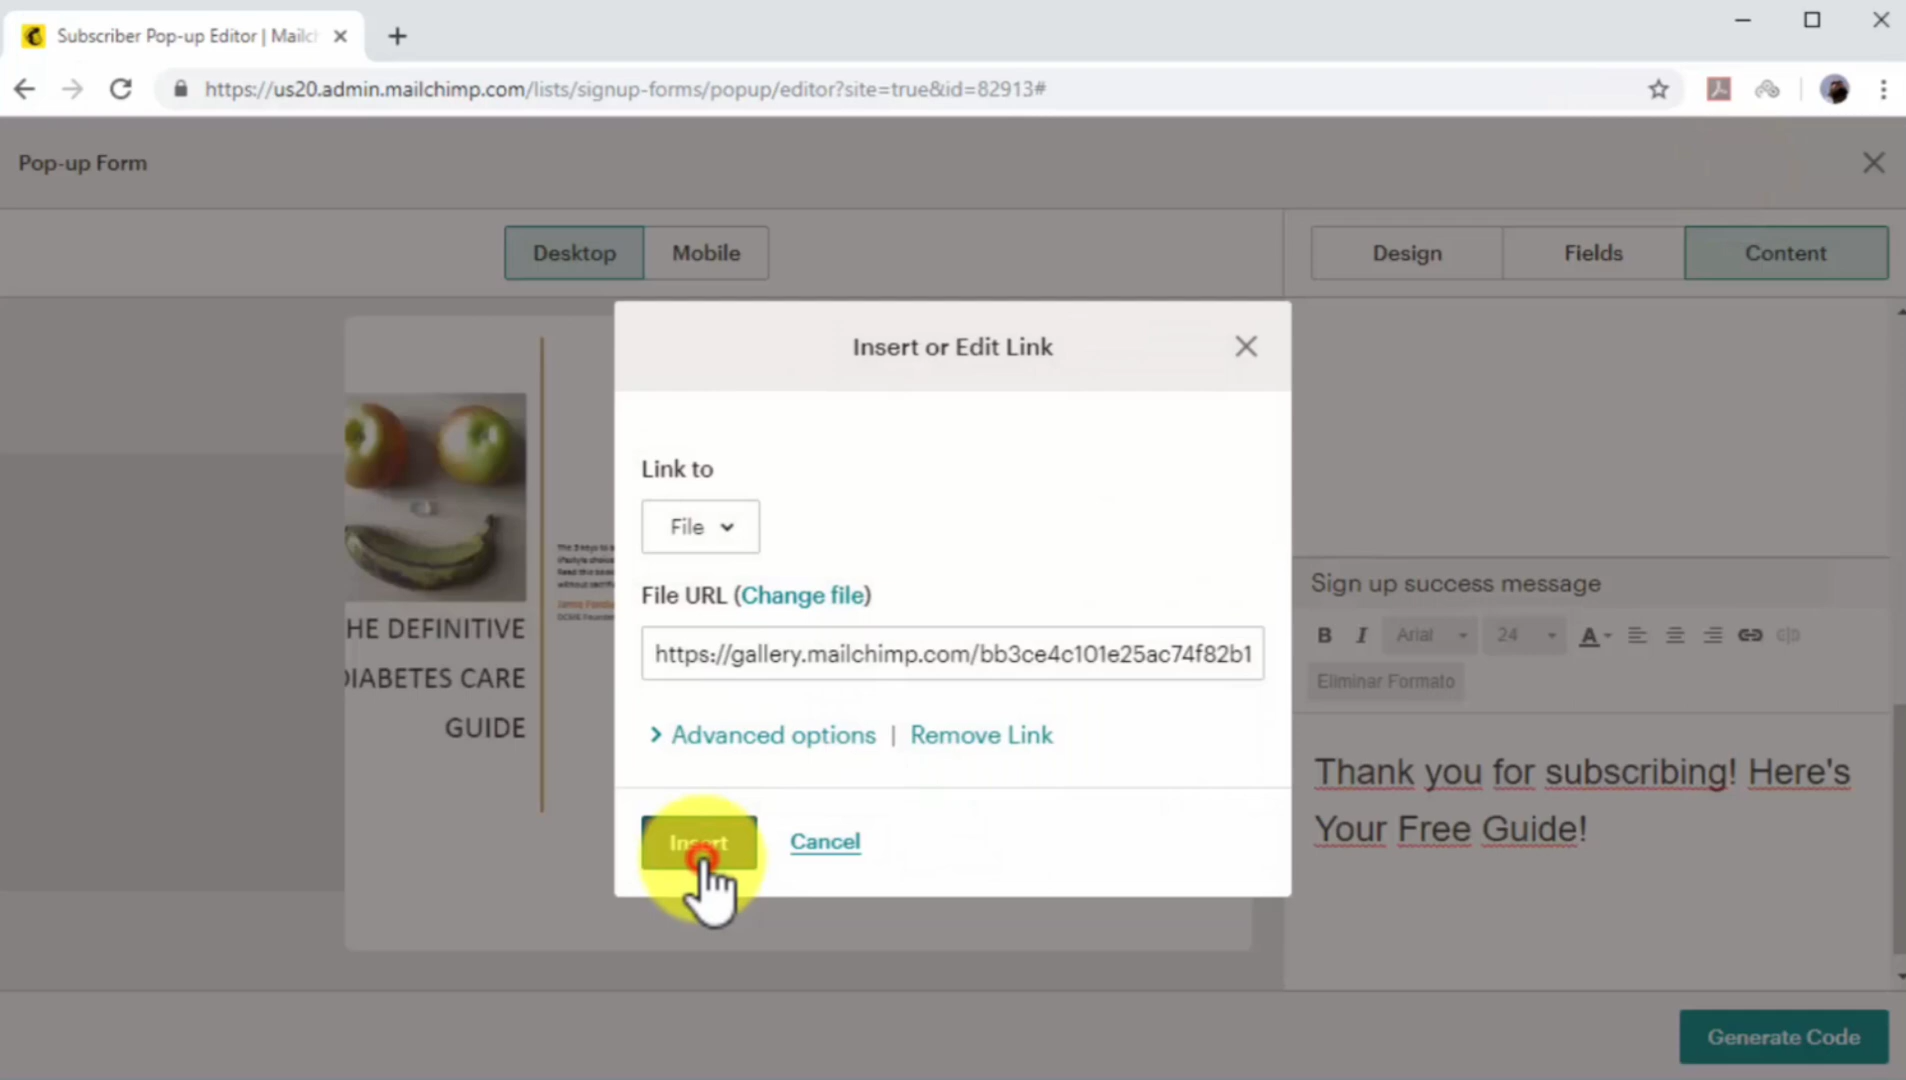 Subscriber Pop-up Editor | Mailch
https://us20.admin.mailchimp.com/lists/signup-forms/popup/editor?site=true&id=82913#
Pop-up Form
Desktop
Mobile
Design
Fields
Content
Insert or Edit Link
Link to
File
File URL (Change file)
https://gallery.mailchimp.com/bb3ce4c101e25ac74f82b1
Advanced options | Remove Link
Insert
Cancel
HE DEFINITIVE
DIABETES CARE
GUIDE
Sign up success message
B I Arial 24 A
Eliminar Formato
Thank you for subscribing! Here's
Your Free Guide!
Generate Code